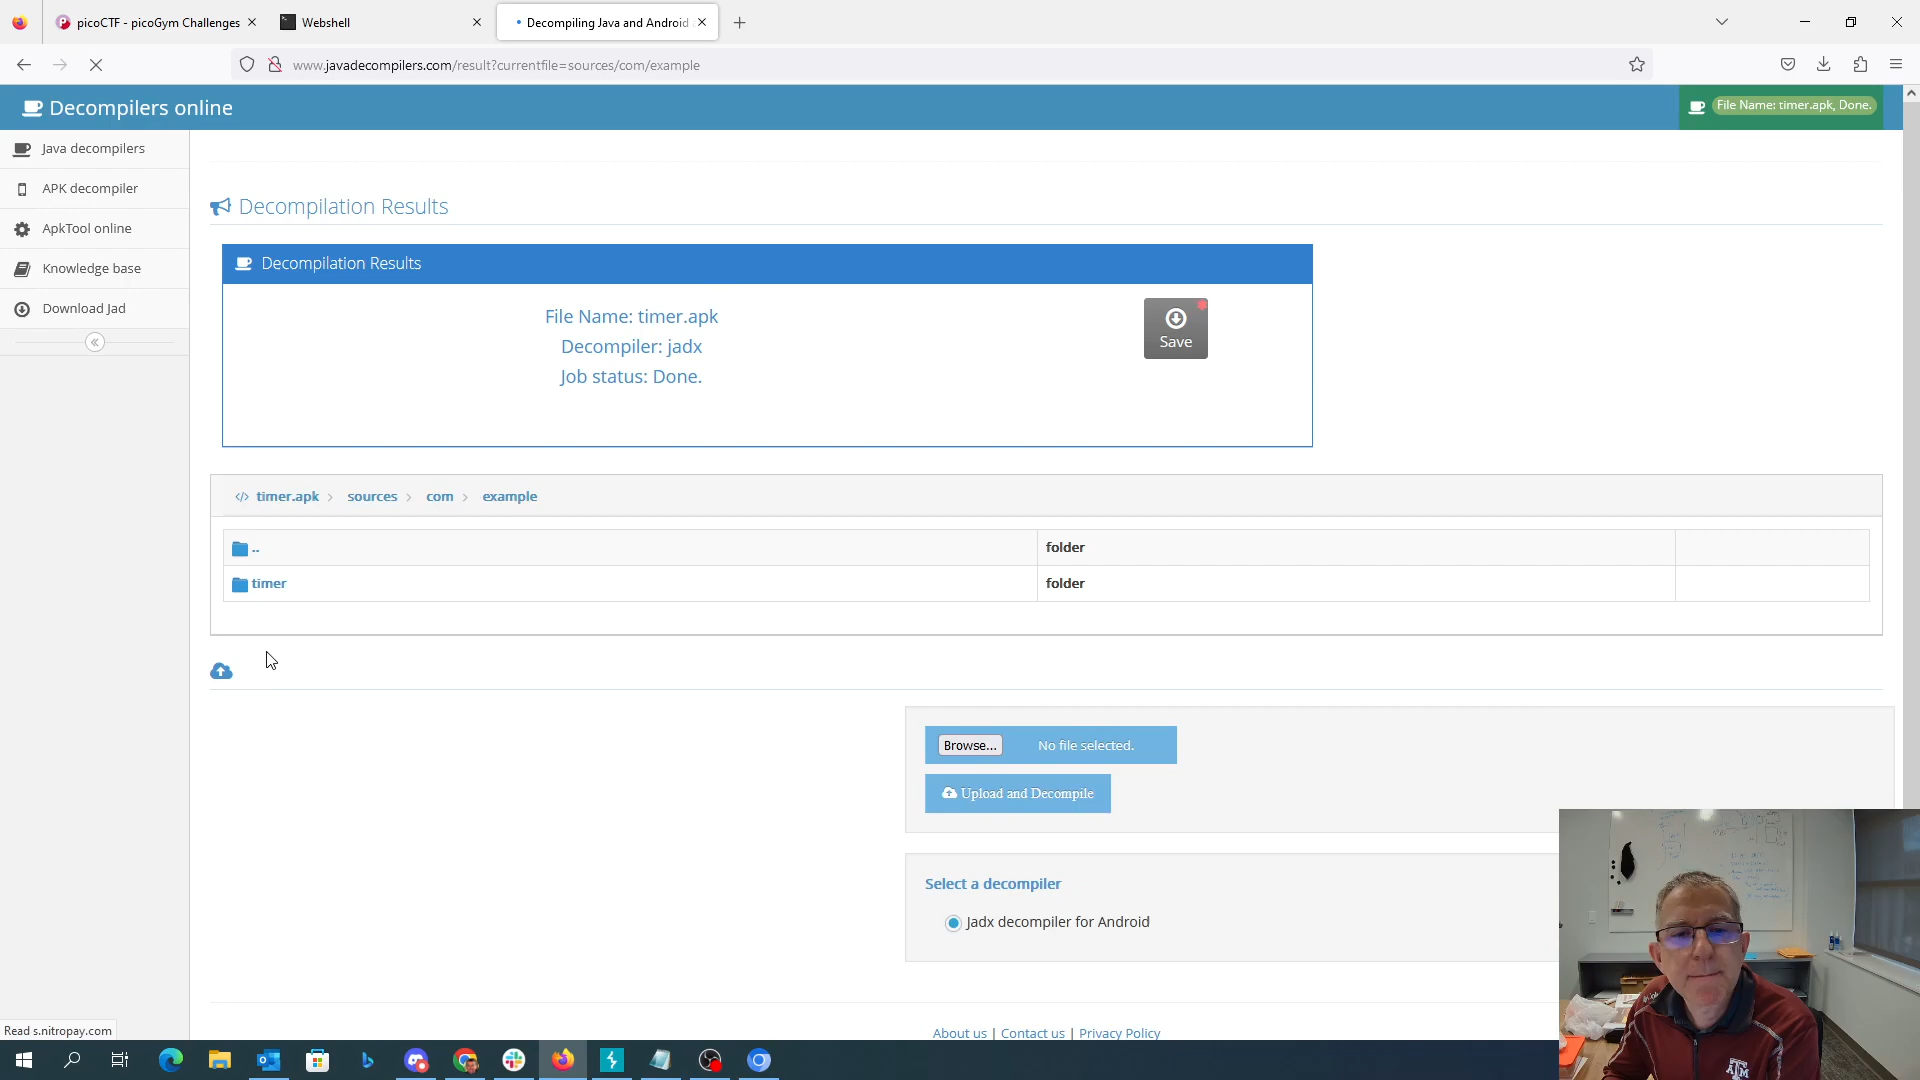 picoCTF - picoGym Challenges
Webshell
Decompiling Java and Android
www.javadecompilers.com/result?currentfile=sources/com/example
Decompilers online
File Name: timer.apk, Done.
Java decompilers
APK decompiler
ApkTool online
Knowledge base
Download Jad
Decompilation Results
Decompilation Results
File Name: timer.apk
Decompiler: jadx
Job status: Done.
Save
timer.apk > sources > com > example
.. folder
timer folder
Browse... No file selected.
Upload and Decompile
Select a decompiler
Jadx decompiler for Android
About us | Contact us | Privacy Policy
Read s.nitropay.com